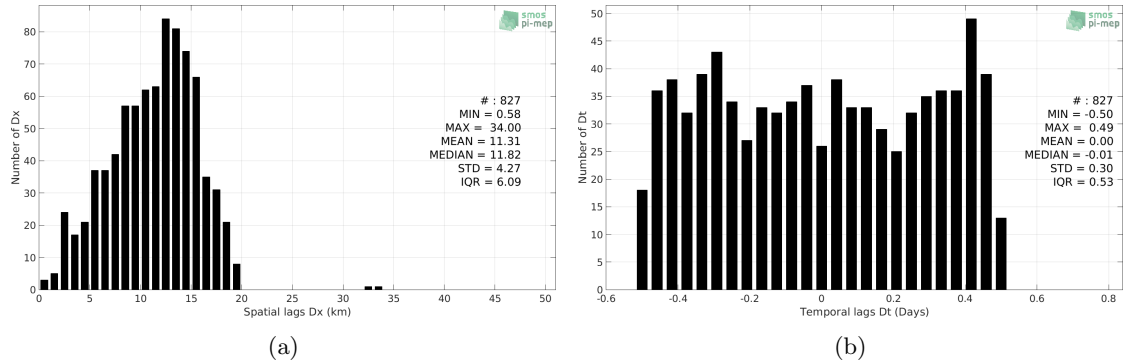 80
70
60
50
40
30
20
10
0
Number of Dx
smos
pi-mep
# : 827
MIN = 0.58
MAX = 34.00
MEAN = 11.31
MEDIAN = 11.82
STD = 4.27
IQR = 6.09
0 5 10 15 20 25 30 35 40 45 50
Spatial lags Dx (km)
(a)
50
45
40
35
30
25
20
15
10
5
0
Number of Dt
smos
pi-mep
# : 827
MIN = -0.50
MAX = 0.49
MEAN = 0.00
MEDIAN = -0.01
STD = 0.30
IQR = 0.53
-0.6 -0.4 -0.2 0 0.2 0.4 0.6 0.8
Temporal lags Dt (Days)
(b)